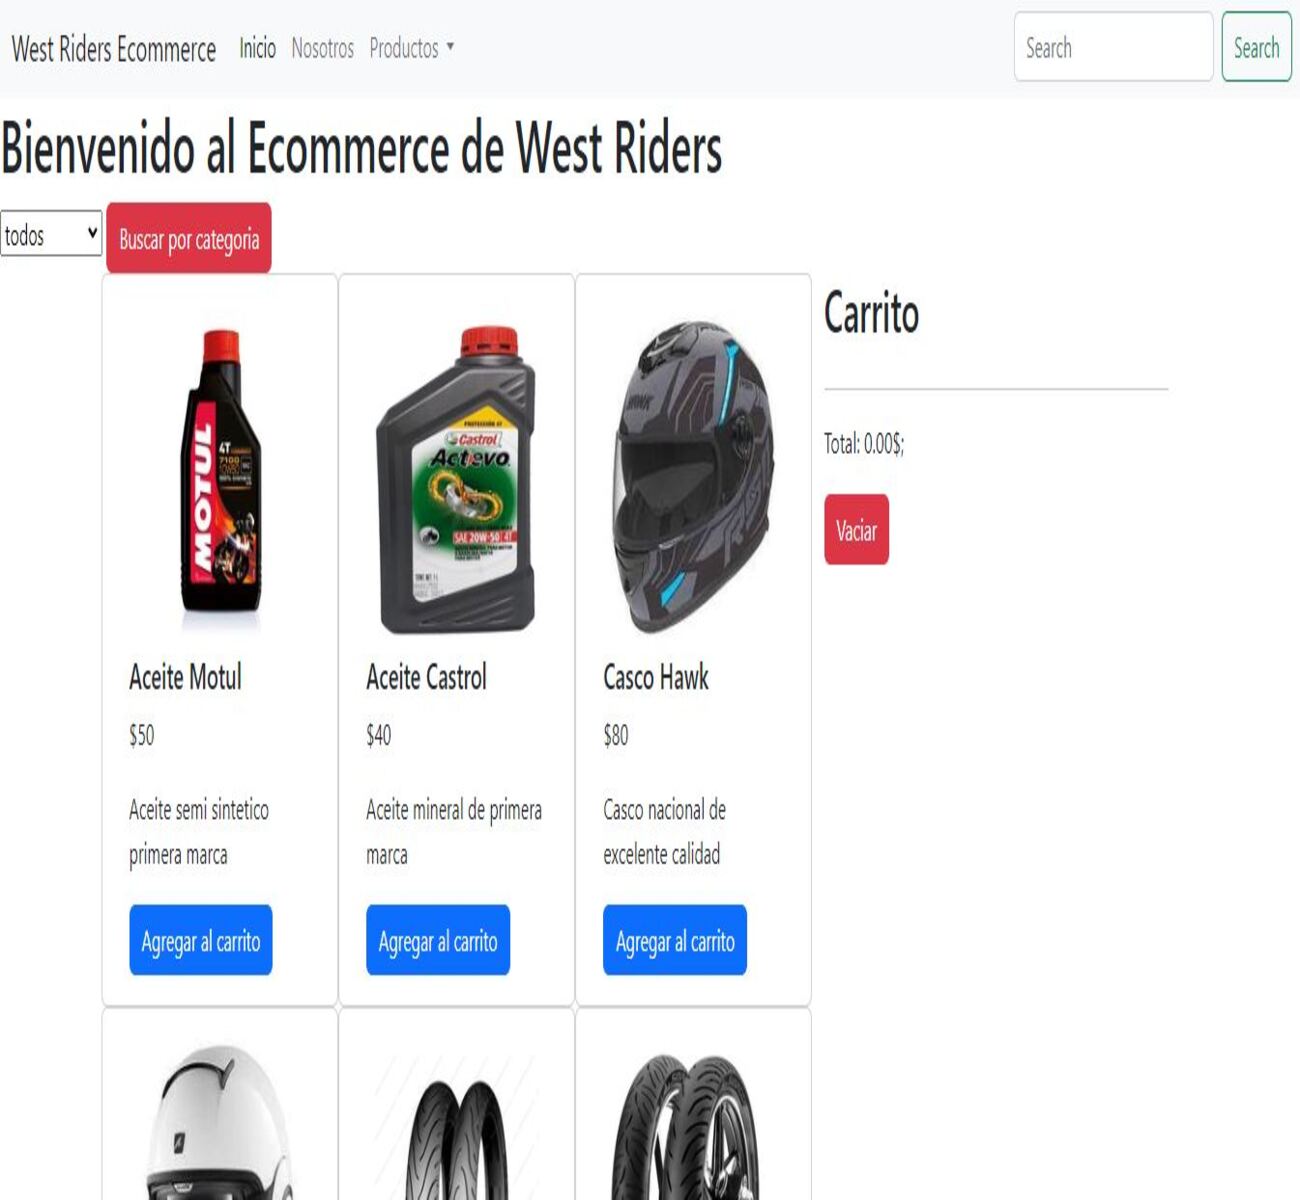 West Riders Ecommerce Inicio Nosotros Productos Search Search
Bienvenido al Ecommerce de West Riders
todos Buscar por categoria
Carrito
Total: 0.00$;
Vaciar
MOTUL
4T
7100
Castrol
Actevo
SAE 20W-50 4T
HAWK
Aceite Motul
$50
Aceite semi sintetico
primera marca
Agregar al carrito
Aceite Castrol
$40
Aceite mineral de primera
marca
Agregar al carrito
Casco Hawk
$80
Casco nacional de
excelente calidad
Agregar al carrito